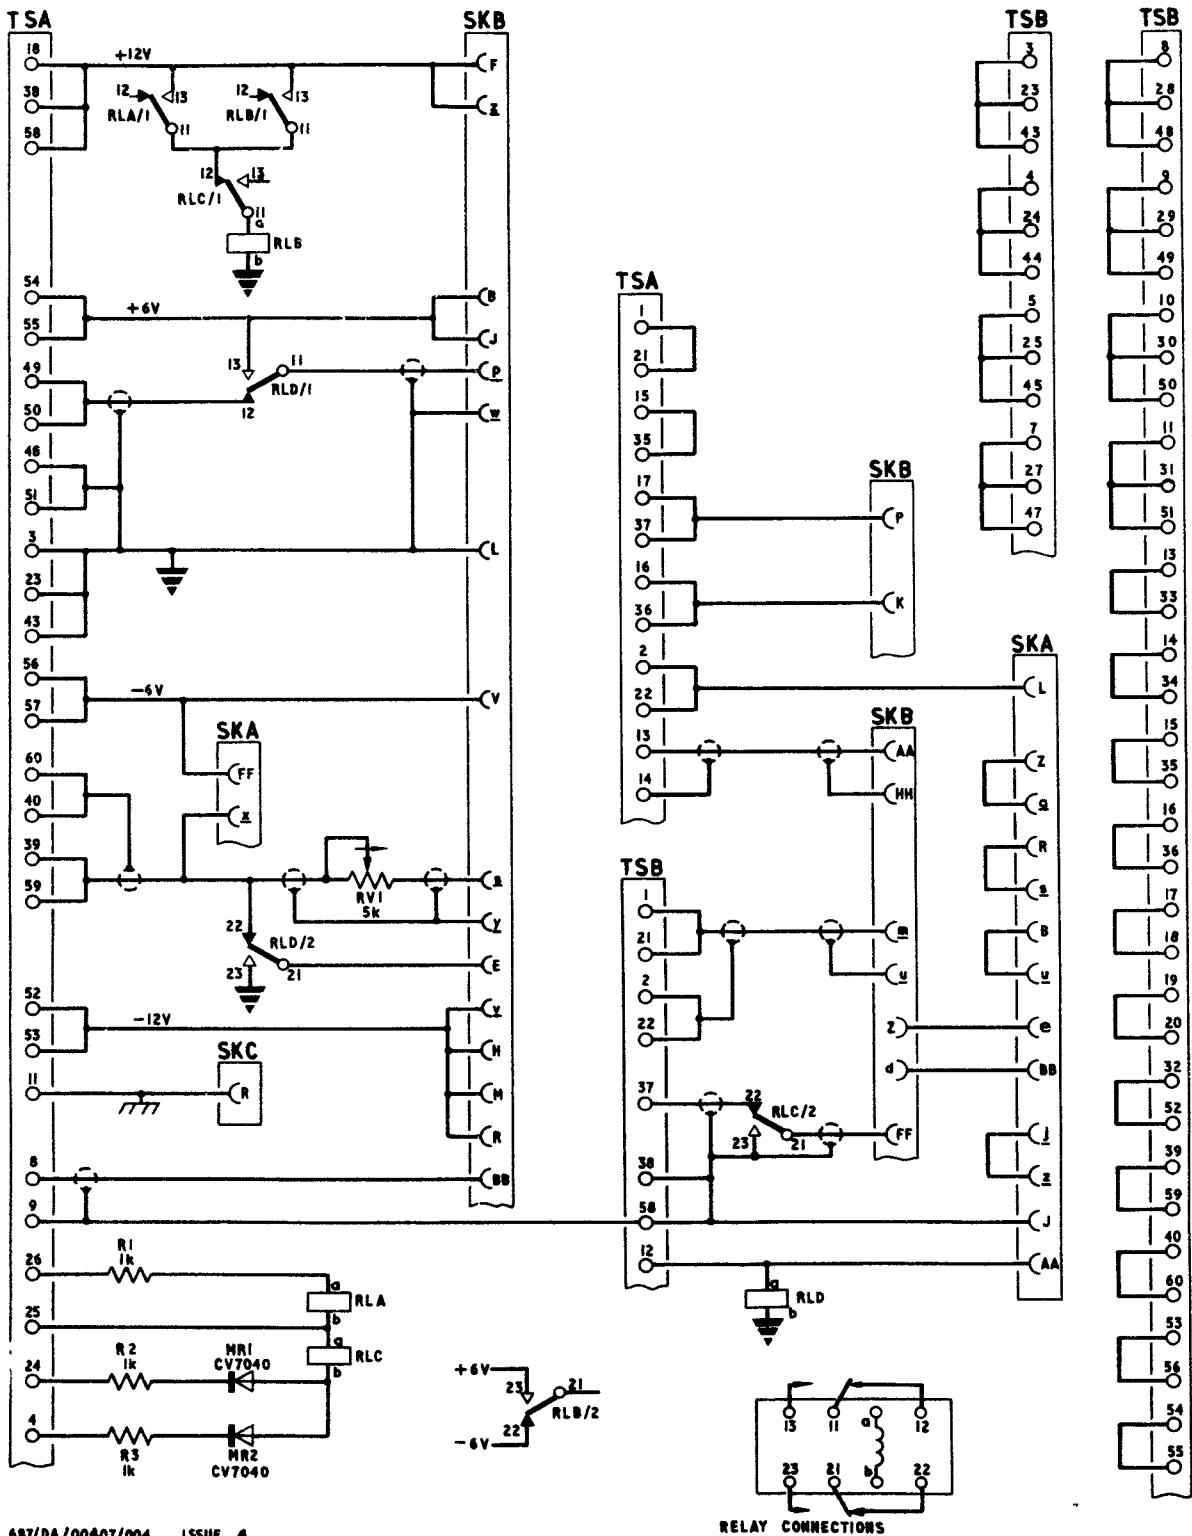 TSA
SKB
TSB
TSB
18
+12V
F
38
12
13
12
13
z
RLA/1
RLB/1
58
11
11
12
13
RLC/1
11
a
RLB
b
54
B
+6V
55
J
49
13
11
p
RLD/1
50
12
w
48
51
3
L
23
43
56
-6V
V
57
SKA
60
FF
40
x
39
s
59
RV1
5k
y
22
RLD/2
23
21
E
52
v
-12V
53
H
SKC
11
R
M
R
8
BB
9
26
R1
1k
a
RLA
b
25
a
RLC
b
R2
1k
MR1
CV7040
24
4
R3
1k
MR2
CV7040
+6V
23
21
RLB/2
22
-6V
TSA
1
21
15
35
17
37
16
36
2
22
13
14
SKB
P
K
SKB
AA
HH
m
u
Z
d
FF
TSB
1
21
2
22
37
22
RLC/2
23
21
38
58
12
a
RLD
b
SKA
L
Z
a
R
s
B
u
e
BB
j
z
J
AA
3
23
43
4
24
44
5
25
45
7
27
47
8
28
48
9
29
49
10
30
50
11
31
51
13
33
14
34
15
35
16
36
17
18
19
20
32
52
39
59
40
60
53
56
54
55
13
11
a
12
23
21
b
22
RELAY CONNECTIONS
687/DA/00407/004 ISSUE 4